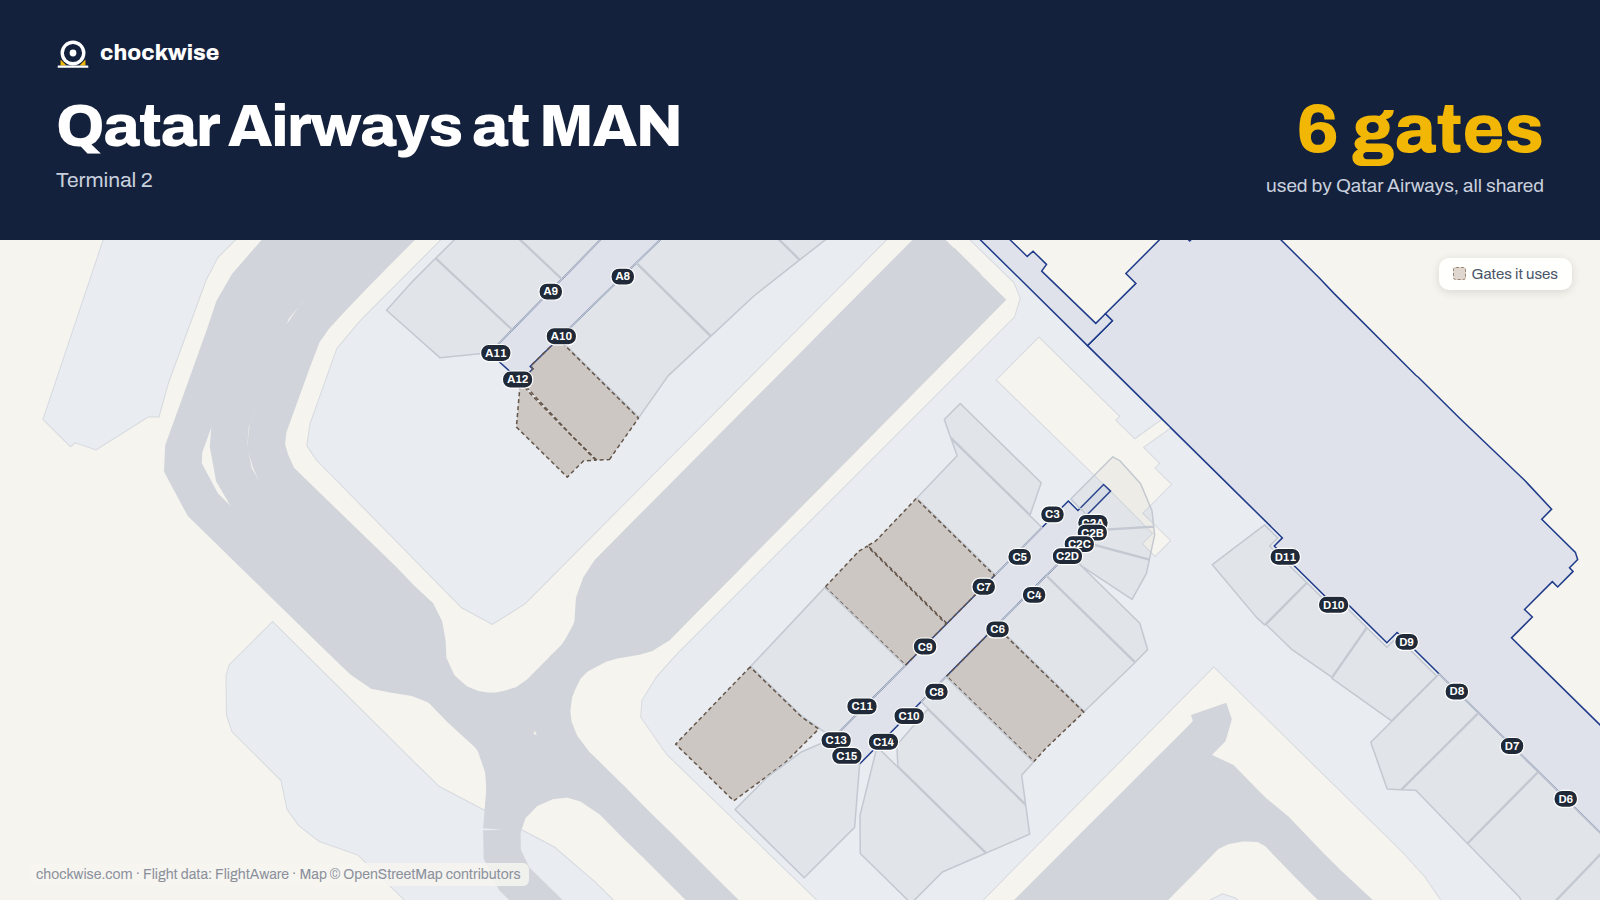 chockwise
Qatar Airways at MAN
Terminal 2
6 gates
used by Qatar Airways, all shared
Gates it uses
A8
A9
A10
A11
A12
C3
C2A
C2B
C2C
C2D
C5
C7
C4
C6
C9
C8
C11
C10
C13
C14
C15
D11
D10
D9
D8
D7
D6
chockwise.com · Flight data: FlightAware · Map © OpenStreetMap contributors